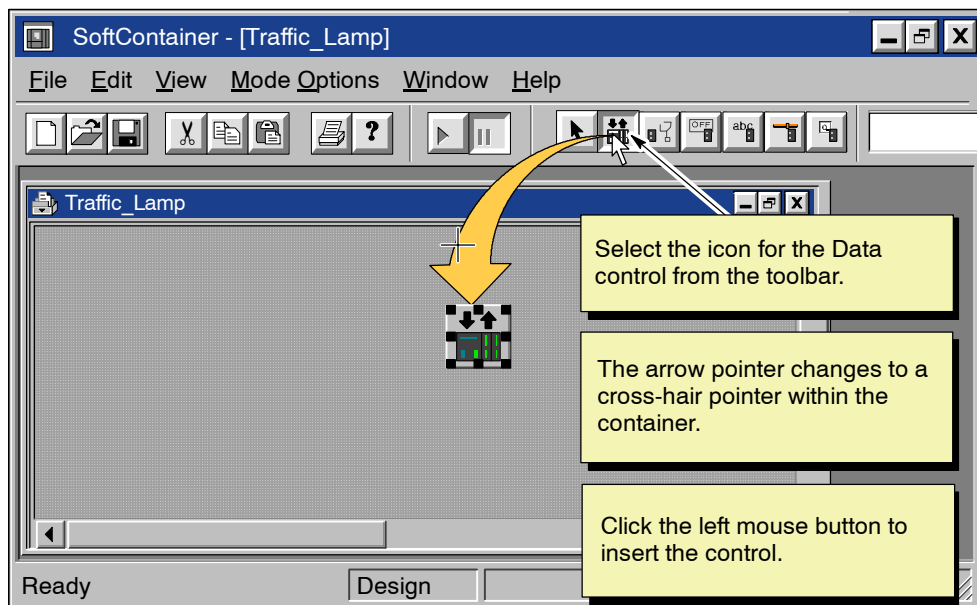 SoftContainer - [Traffic_Lamp]
File Edit View Mode Options Window Help
?
OFF
abc
Traffic_Lamp
Select the icon for the Data
control from the toolbar.
The arrow pointer changes to a
cross-hair pointer within the
container.
Click the left mouse button to
insert the control.
Ready
Design